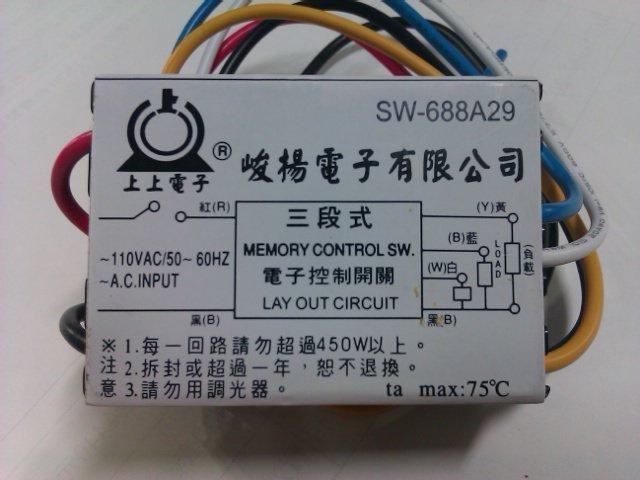 上
SW-688A29
上上電子® 峻揚電子有限公司
紅(R)
三段式
(Y)黃
MEMORY CONTROL SW.
(B)藍
LOAD
(負載)
~110VAC/50~60HZ
電子控制開關
(W)白
~A.C.INPUT
LAY OUT CIRCUIT
黑(B)
黑(B)
※1.每一回路請勿超過450W以上。
注2.拆封或超過一年，恕不退換。
意3.請勿用調光器。 ta max:75℃